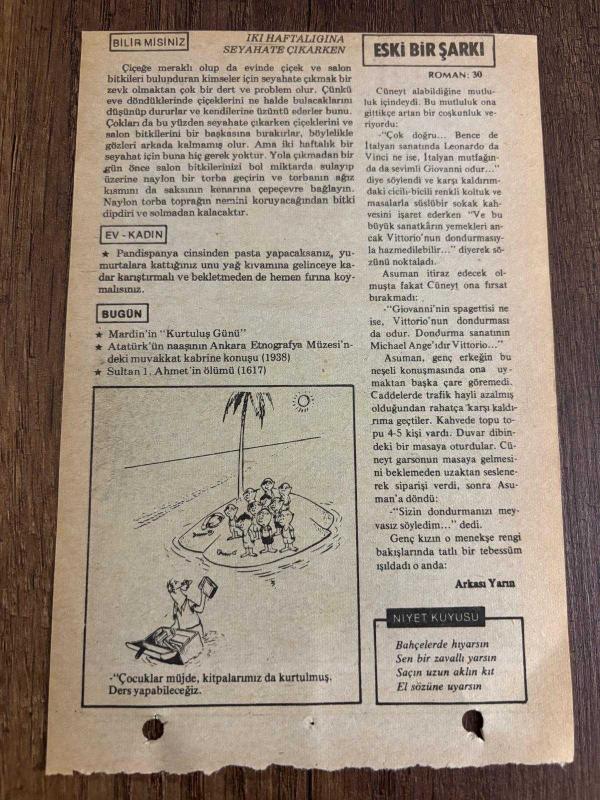 BİLİR MİSİNİZ
İKİ HAFTALIĞINA
SEYAHATE ÇIKARKEN
Çiçeğe meraklı olup da evinde çiçek ve salon
bitkileri bulunduran kimseler için seyahate çıkmak bir
zevk olmaktan çok bir dert ve problem olur. Çünkü
eve döndüklerinde çiçeklerini ne halde bulacaklarını
düşünüp dururlar ve kendilerine üzüntü ederler bunu.
Çokları da bu yüzden seyahate çıkarken çiçeklerini ve
salon bitkilerini bir başkasına bırakırlar, böylelikle
gözleri arkada kalmamış olur. Ama iki haftalık bir
seyahat için buna hiç gerek yoktur. Yola çıkmadan bir
gün önce salon bitkilerinizi bol miktarda sulayıp
üzerine naylon bir torba geçirin ve torbanın ağız
kısmını da saksının kenarına çepeçevre bağlayın.
Naylon torba toprağın nemini koruyacağından bitki
dipdiri ve solmadan kalacaktır.
EV - KADIN
★ Pandispanya cinsinden pasta yapacaksanız, yu-
murtalara kattığınız unu yağ kıvamına gelinceye ka-
dar karıştırmalı ve bekletmeden de hemen fırına koy-
malısınız.
BUGÜN
★ Mardin'in "Kurtuluş Günü"
★ Atatürk'ün naaşının Ankara Etnografya Müzesi'n-
deki muvakkat kabrine konuşu (1938)
★ Sultan 1. Ahmet'in ölümü (1617)
-"Çocuklar müjde, kitpalarımız da kurtulmuş.
Ders yapabileceğiz.
ESKİ BİR ŞARKI
ROMAN: 30
Cüneyt alabildiğine mutlu-
luk içindeydi. Bu mutluluk ona
gittikçe artan bir coşkunluk ve-
riyordu:
-"Çok doğru... Bence de
İtalyan sanatında Leonardo da
Vinci ne ise, İtalyan mutfağın-
da da sevimli Giovanni odur..."
diye söylendi ve karşı kaldırım-
daki cicili-bicili renkli koltuk ve
masalarla süslübir sokak kah-
vesini işaret ederken "Ve bu
büyük sanatkârın yemekleri an-
cak Vittorio'nun dondurmasıy-
la hazmedilebilir..." diyerek sö-
zünü noktaladı.
Asuman itiraz edecek ol-
muşta fakat Cüneyt ona fırsat
bırakmadı:
-"Giovanni'nin spagettisi ne
ise, Vittorio'nun dondurması
da odur. Dondurma sanatının
Michael Ange'ıdır Vittorio..."
Asuman, genç erkeğin bu
neşeli konuşmasında ona uy-
maktan başka çare göremedi.
Caddelerde trafik hayli azalmış
olduğundan rahatça karşı kaldı-
rıma geçtiler. Kahvede topu to-
pu 4-5 kişi vardı. Duvar dibin-
deki bir masaya oturdular. Cü-
neyt garsonun masaya gelmesi-
ni beklemeden uzaktan seslene-
rek siparişi verdi, sonra Asu-
man'a döndü:
-"Sizin dondurmanızı mey-
vasız söyledim..." dedi.
Genç kızın o menekşe rengi
bakışlarında tatlı bir tebessüm
ışıldadı o anda:
Arkası Yarın
NİYET KUYUSU
Bahçelerde hıyarsın
Sen bir zavallı yarsın
Saçın uzun aklın kıt
El sözüne uyarsın